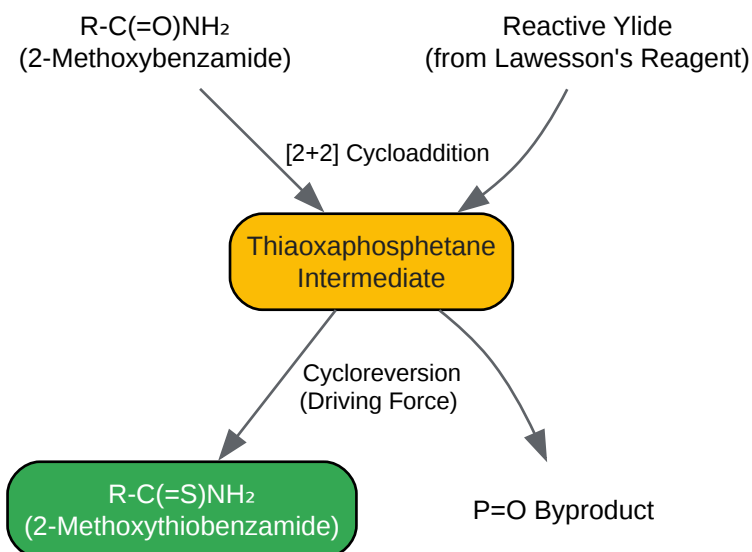 R-C(=O)NH₂
(2-Methoxybenzamide)
Reactive Ylide
(from Lawesson's Reagent)
[2+2] Cycloaddition
Thiaoxaphosphetane
Intermediate
Cycloreversion
(Driving Force)
R-C(=S)NH₂
(2-Methoxythiobenzamide)
P=O Byproduct